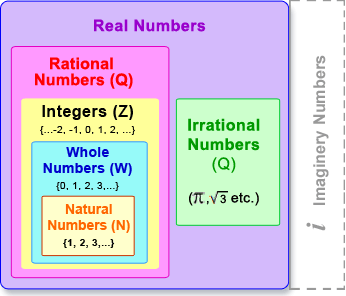 Real Numbers
Rational
Numbers (Q)
Integers (Z)
{...-2, -1, 0, 1, 2, ...}
Whole
Numbers (W)
{0, 1, 2, 3,...}
Natural
Numbers (N)
{1, 2, 3,...}
Irrational
Numbers
(Q)
(π,√3 etc.)
i Imaginery Numbers